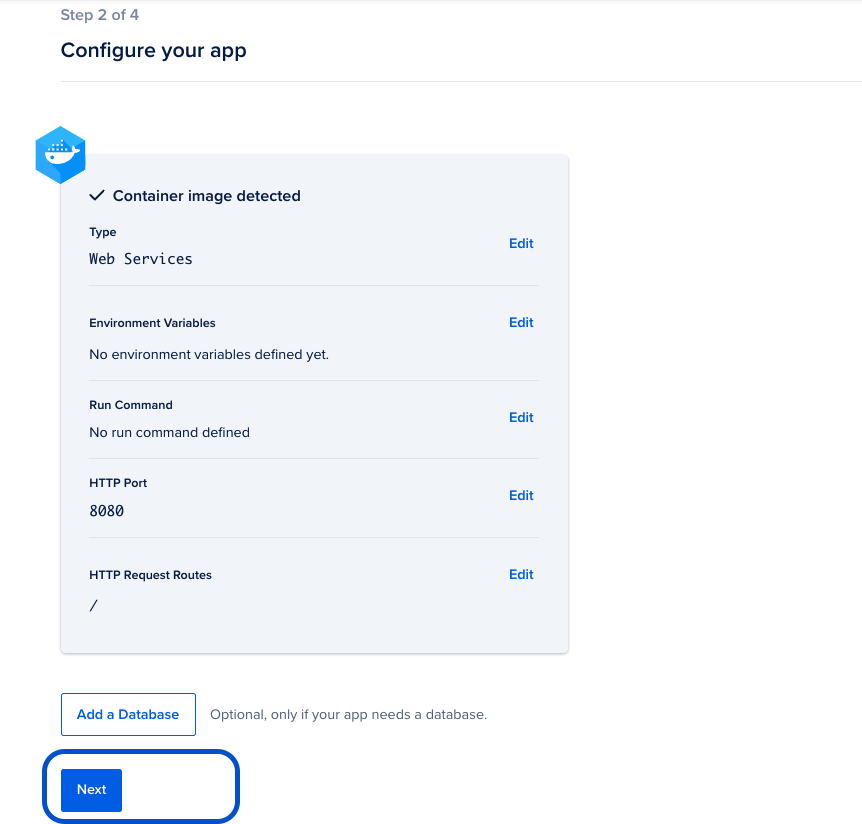 Step 2 of 4
Configure your app
Container image detected
Type
Edit
Web Services
Environment Variables
Edit
No environment variables defined yet.
Run Command
Edit
No run command defined
HTTP Port
Edit
8080
HTTP Request Routes
Edit
/
Add a Database
Optional, only if your app needs a database.
Next